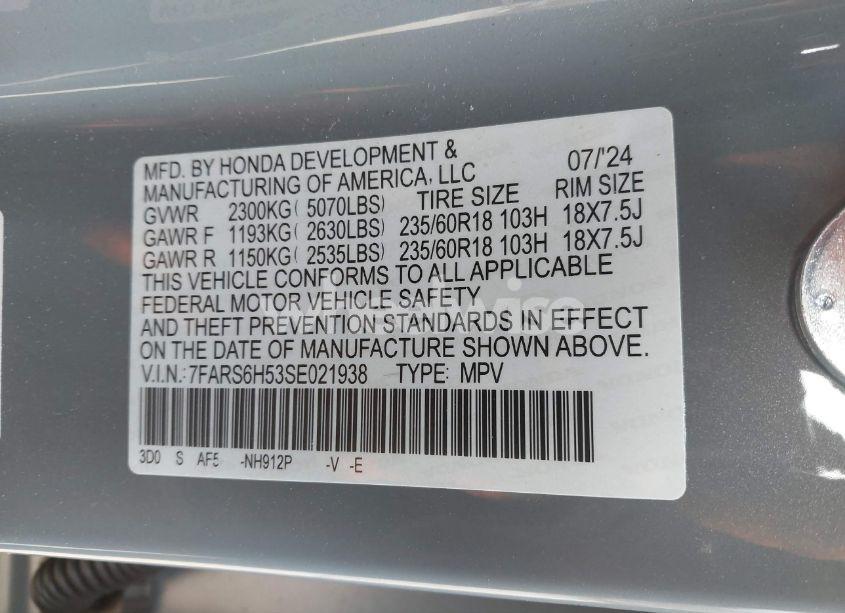 MFD. BY HONDA DEVELOPMENT & 07/'24
MANUFACTURING OF AMERICA, LLC
TIRE SIZE RIM SIZE
GVWR 2300KG( 5070LBS)
GAWR F 1193KG( 2630LBS) 235/60R18 103H 18X7.5J
GAWR R 1150KG( 2535LBS) 235/60R18 103H 18X7.5J
THIS VEHICLE CONFORMS TO ALL APPLICABLE
FEDERAL MOTOR VEHICLE SAFETY
AND THEFT PREVENTION STANDARDS IN EFFECT
ON THE DATE OF MANUFACTURE SHOWN ABOVE.
V.I.N.:7FARS6H53SE021938 TYPE: MPV
3D0 S AF5 -NH912P -V -E